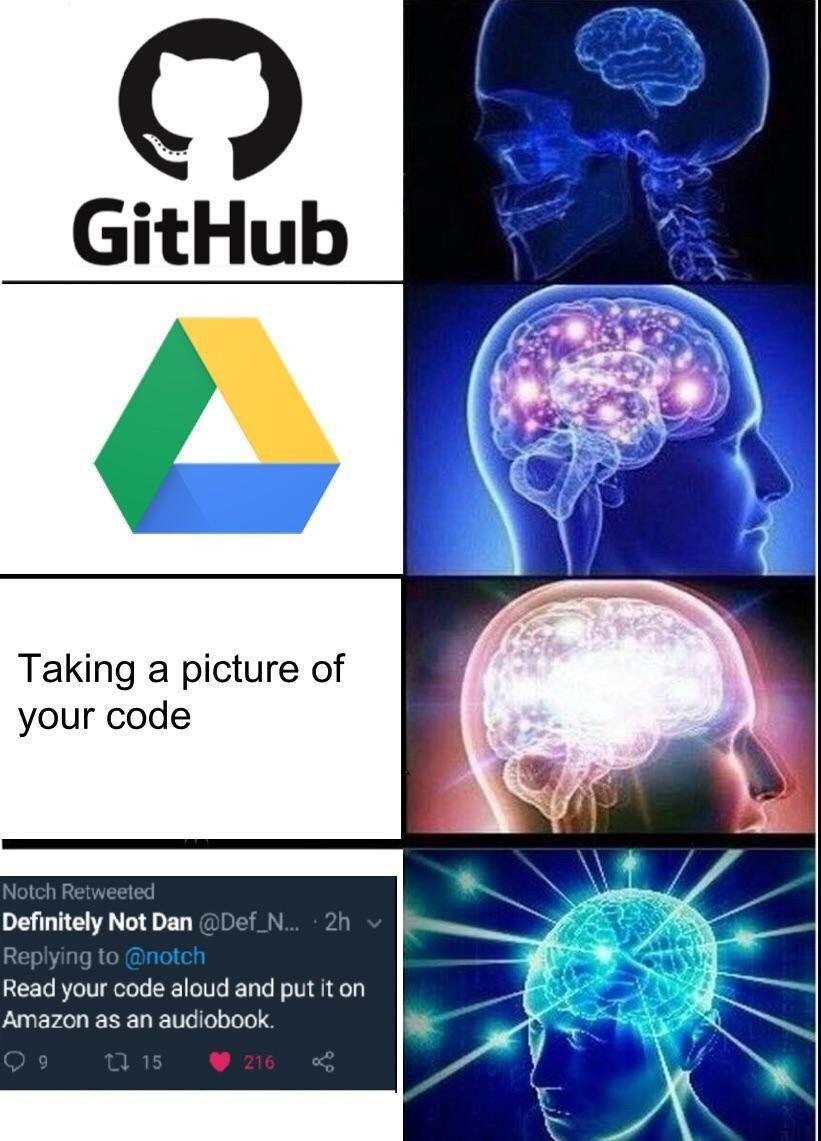 GitHub
Taking a picture of
your code
Notch Retweeted
Definitely Not Dan @Def_N... · 2h
Replying to @notch
Read your code aloud and put it on
Amazon as an audiobook.
9 15 216